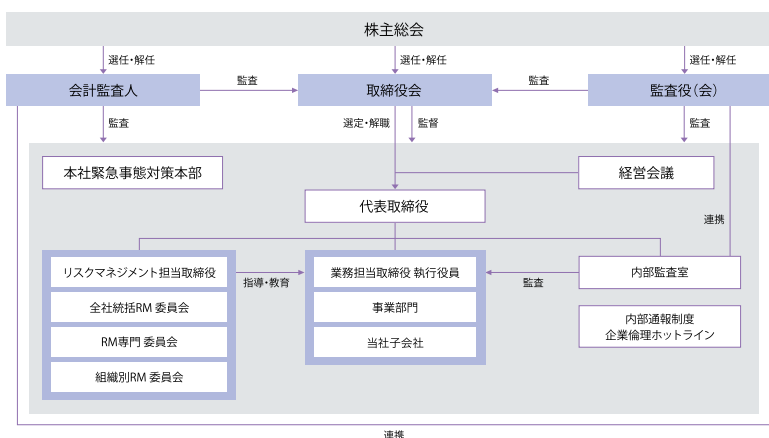 株主総会
選任・解任
選任・解任
選任・解任
会計監査人
監査
取締役会
監査
監査役（会）
監査
選定・解職
監督
監査
本社緊急事態対策本部
経営会議
代表取締役
連携
リスクマネジメント担当取締役
指導・教育
業務担当取締役 執行役員
監査
内部監査室
全社統括RM 委員会
事業部門
内部通報制度
企業倫理ホットライン
RM専門 委員会
当社子会社
組織別RM 委員会
連携